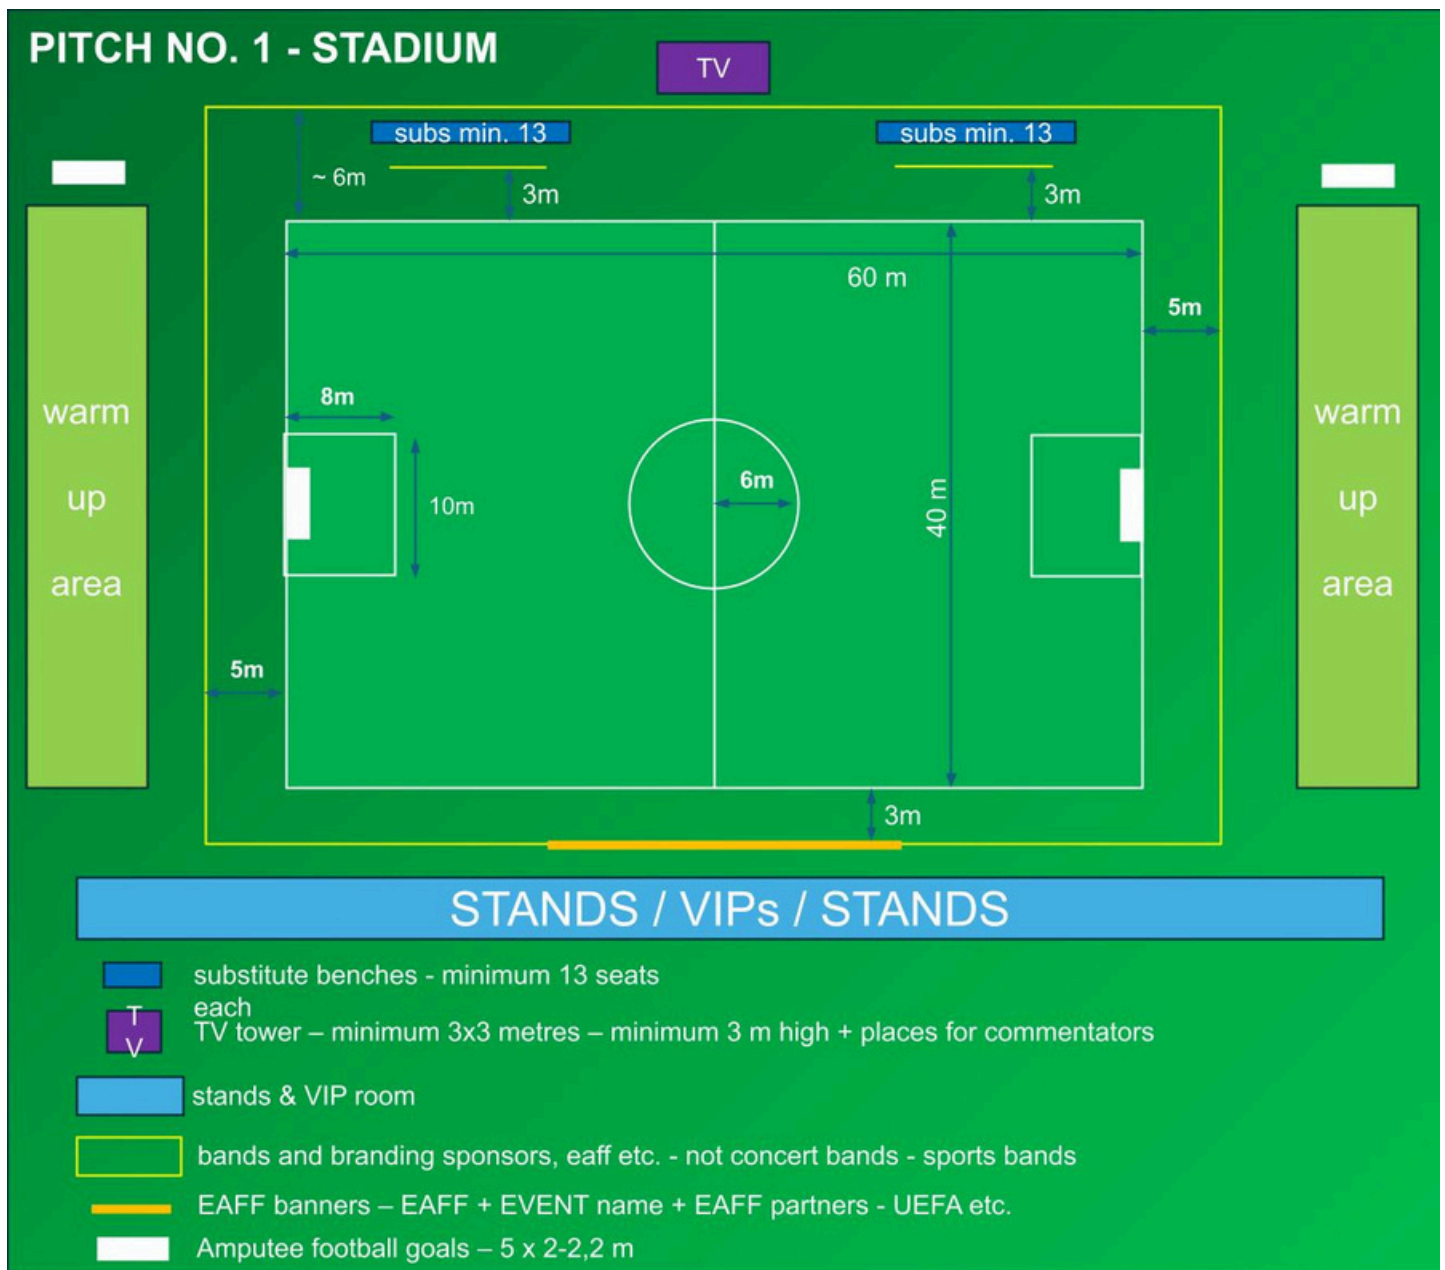 PITCH NO. 1 - STADIUM
TV
subs min. 13
subs min. 13
~ 6m
3m
3m
60 m
5m
8m
warm
up
area
warm
up
area
6m
10m
40 m
5m
3m
STANDS / VIPs / STANDS
substitute benches - minimum 13 seats
each
T
V
TV tower – minimum 3x3 metres – minimum 3 m high + places for commentators
stands & VIP room
bands and branding sponsors, eaff etc. - not concert bands - sports bands
EAFF banners – EAFF + EVENT name + EAFF partners - UEFA etc.
Amputee football goals – 5 x 2-2,2 m